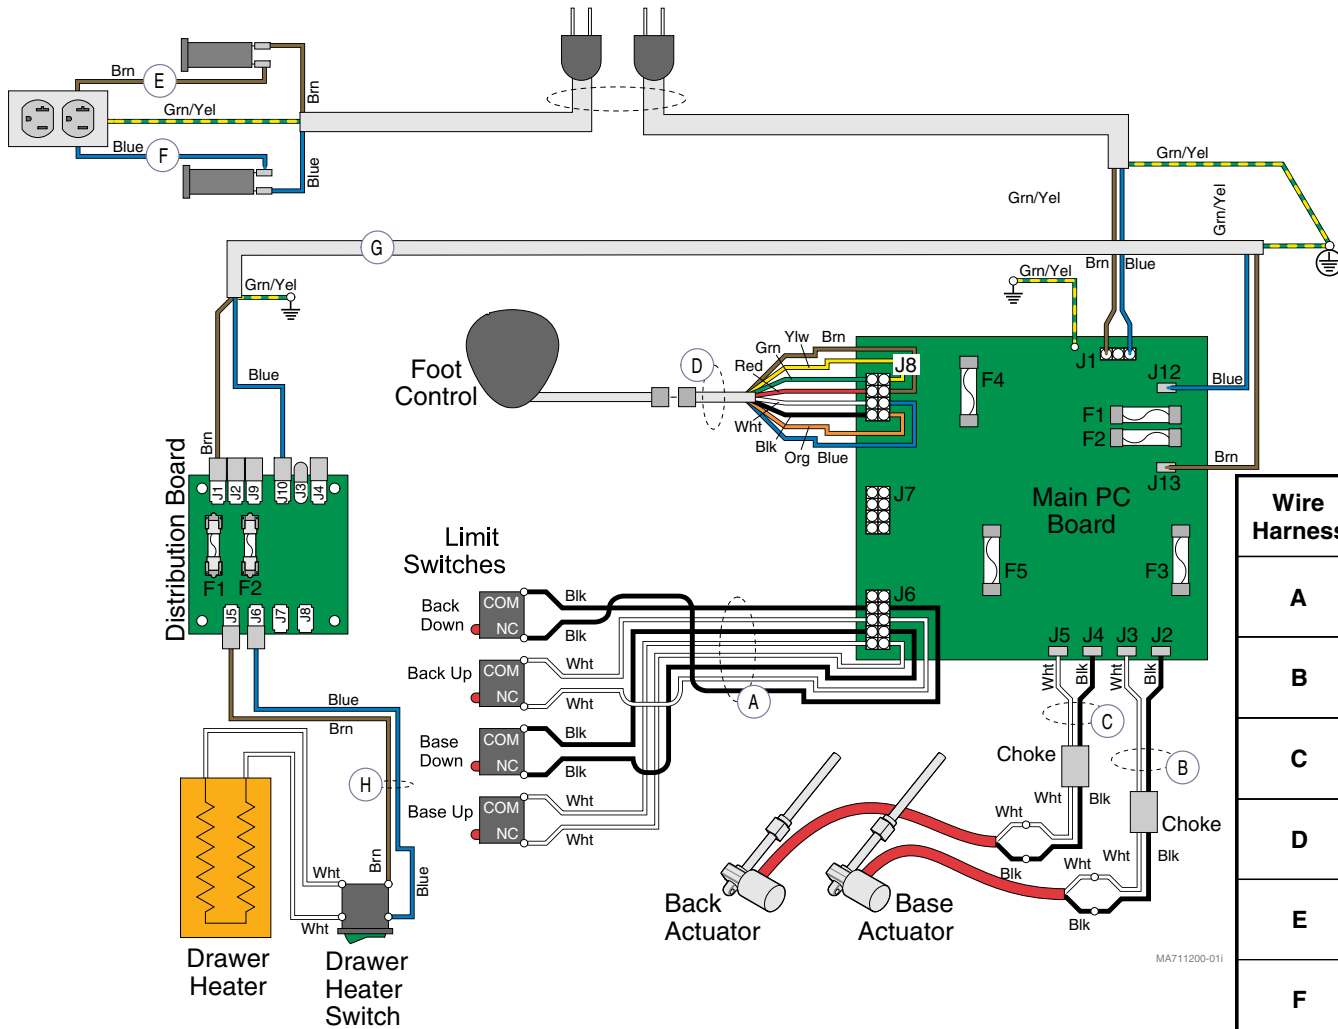 Brn
E
Brn
Grn/Yel
Blue
F
Blue
Grn/Yel
Grn/Yel
Grn/Yel
G
Brn
Blue
Grn/Yel
Grn/Yel
Blue
Brn
Foot
Control
D
Ylw
Brn
Grn
Red
Wht
Blk
Org
Blue
J8
F4
J1
J12
Blue
F1
F2
Brn
J13
J7
Main PC
Board
F5
F3
J6
J5
J4
J3
J2
Distribution Board
J1
J2
J9
J10
J3
J4
F1
F2
J5
J6
J7
J8
Limit
Switches
Back
Down
COM
NC
Blk
Blk
Back Up
COM
NC
Wht
Wht
Base
Down
COM
NC
Blk
Blk
Base Up
COM
NC
Wht
Wht
A
Wht
Blk
Wht
Blk
C
B
Choke
Choke
Wht
Blk
Wht
Blk
Wht
Wht
Blk
Blk
Back
Actuator
Base
Actuator
Blue
Brn
H
Brn
Blue
Wht
Wht
Drawer
Heater
Drawer
Heater
Switch
MA711200-01i
Wire
Harness
A
B
C
D
E
F